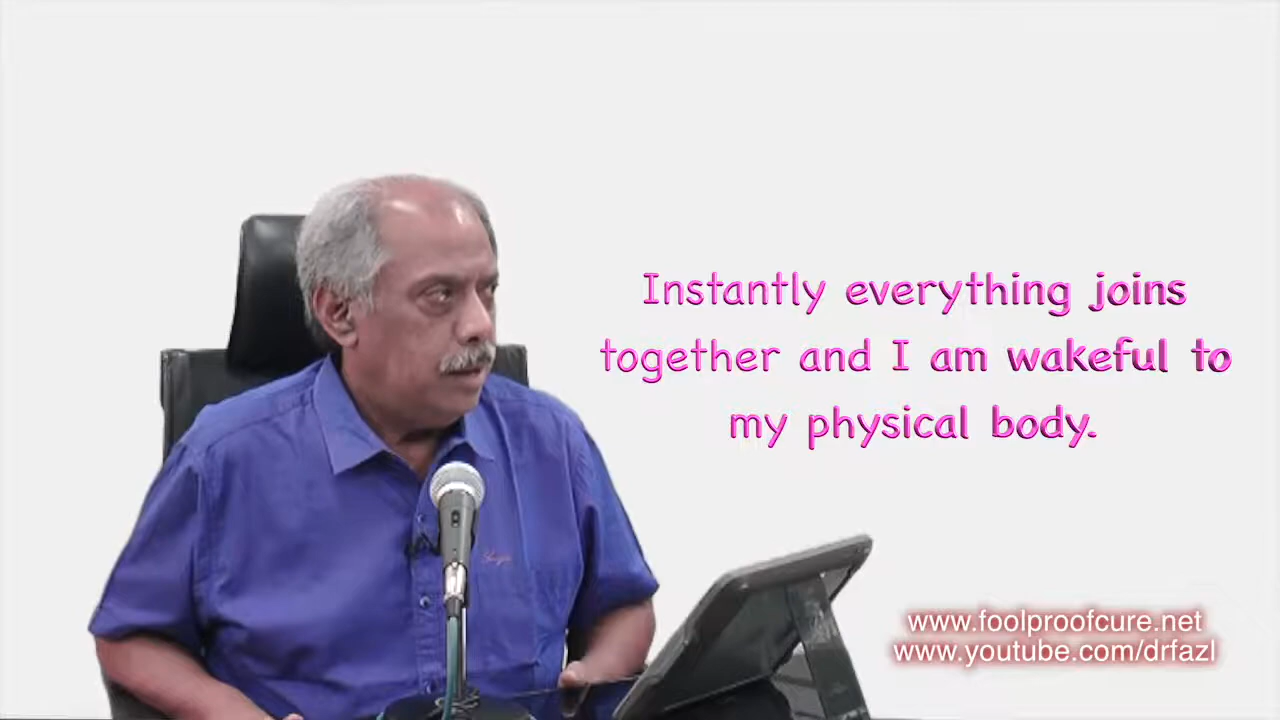 Instantly everything joins
together and I am wakeful to
my physical body.
www.foolproofcure.net
www.youtube.com/drfazl